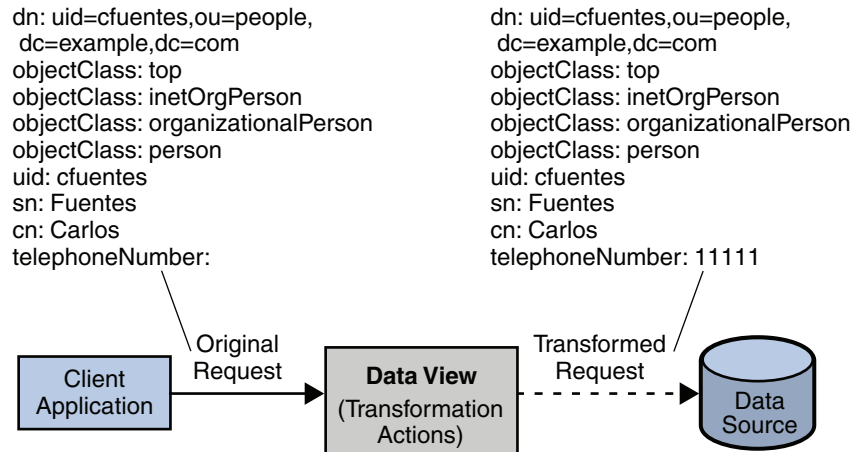 dn: uid=cfuentes,ou=people,
dc=example,dc=com
objectClass: top
objectClass: inetOrgPerson
objectClass: organizationalPerson
objectClass: person
uid: cfuentes
sn: Fuentes
cn: Carlos
telephoneNumber:
dn: uid=cfuentes,ou=people,
dc=example,dc=com
objectClass: top
objectClass: inetOrgPerson
objectClass: organizationalPerson
objectClass: person
uid: cfuentes
sn: Fuentes
cn: Carlos
telephoneNumber: 11111
Client
Application
Original
Request
Data View
(Transformation
Actions)
Transformed
Request
Data
Source